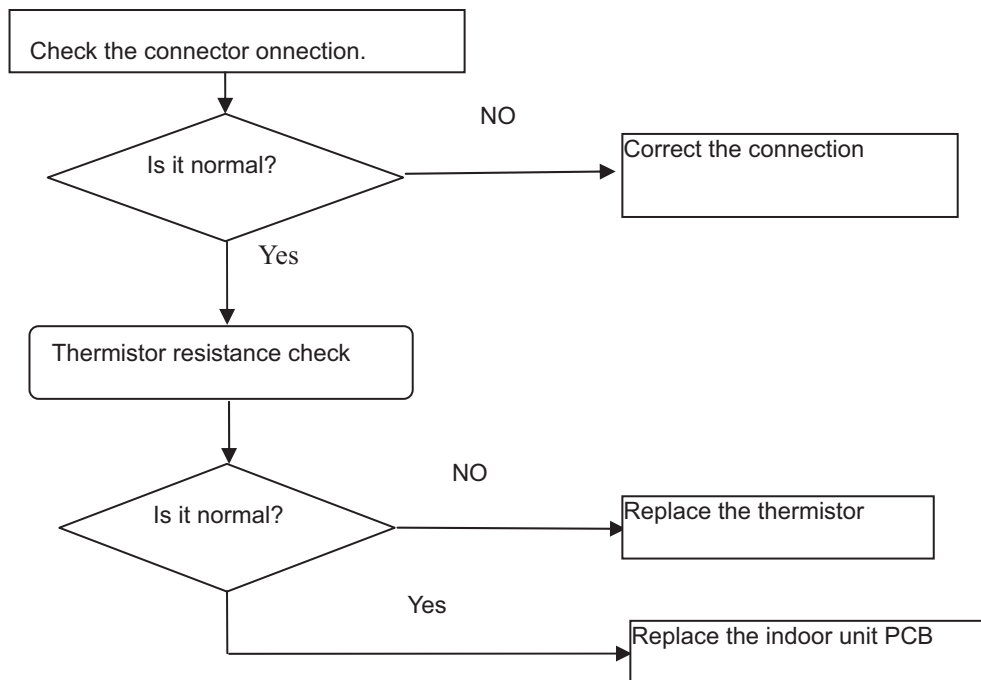 Check the connector onnection.
NO
Is it normal?
Correct the connection
Yes
Thermistor resistance check
NO
Is it normal?
Replace the thermistor
Yes
Replace the indoor unit PCB